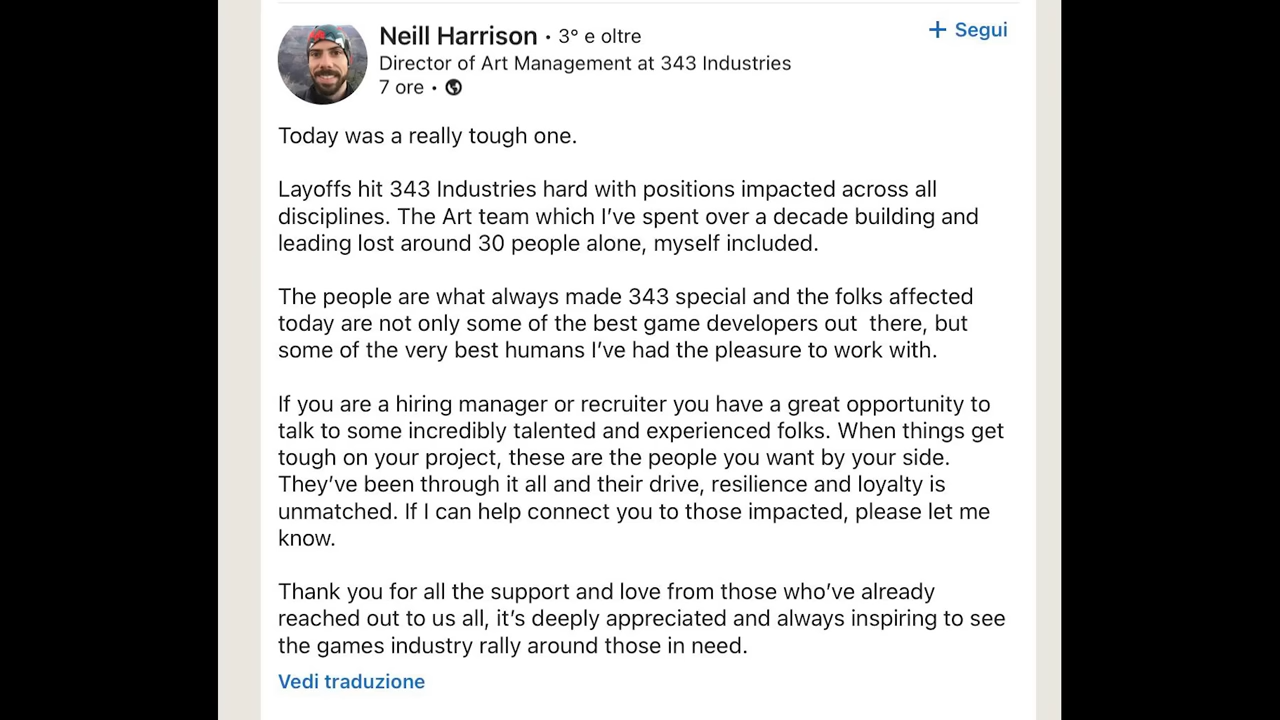 Neill Harrison • 3° e oltre
+ Segui
Director of Art Management at 343 Industries
7 ore •
Today was a really tough one.
Layoffs hit 343 Industries hard with positions impacted across all
disciplines. The Art team which I’ve spent over a decade building and
leading lost around 30 people alone, myself included.
The people are what always made 343 special and the folks affected
today are not only some of the best game developers out  there, but
some of the very best humans I’ve had the pleasure to work with.
If you are a hiring manager or recruiter you have a great opportunity to
talk to some incredibly talented and experienced folks. When things get
tough on your project, these are the people you want by your side.
They’ve been through it all and their drive, resilience and loyalty is
unmatched. If I can help connect you to those impacted, please let me
know.
Thank you for all the support and love from those who’ve already
reached out to us all, it’s deeply appreciated and always inspiring to see
the games industry rally around those in need.
Vedi traduzione